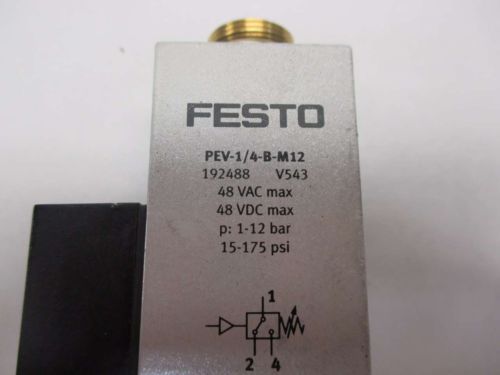 FESTO
PEV-1/4-B-M12
192488 V543
48 VAC max
48 VDC max
p: 1-12 bar
15-175 psi
1
2 4